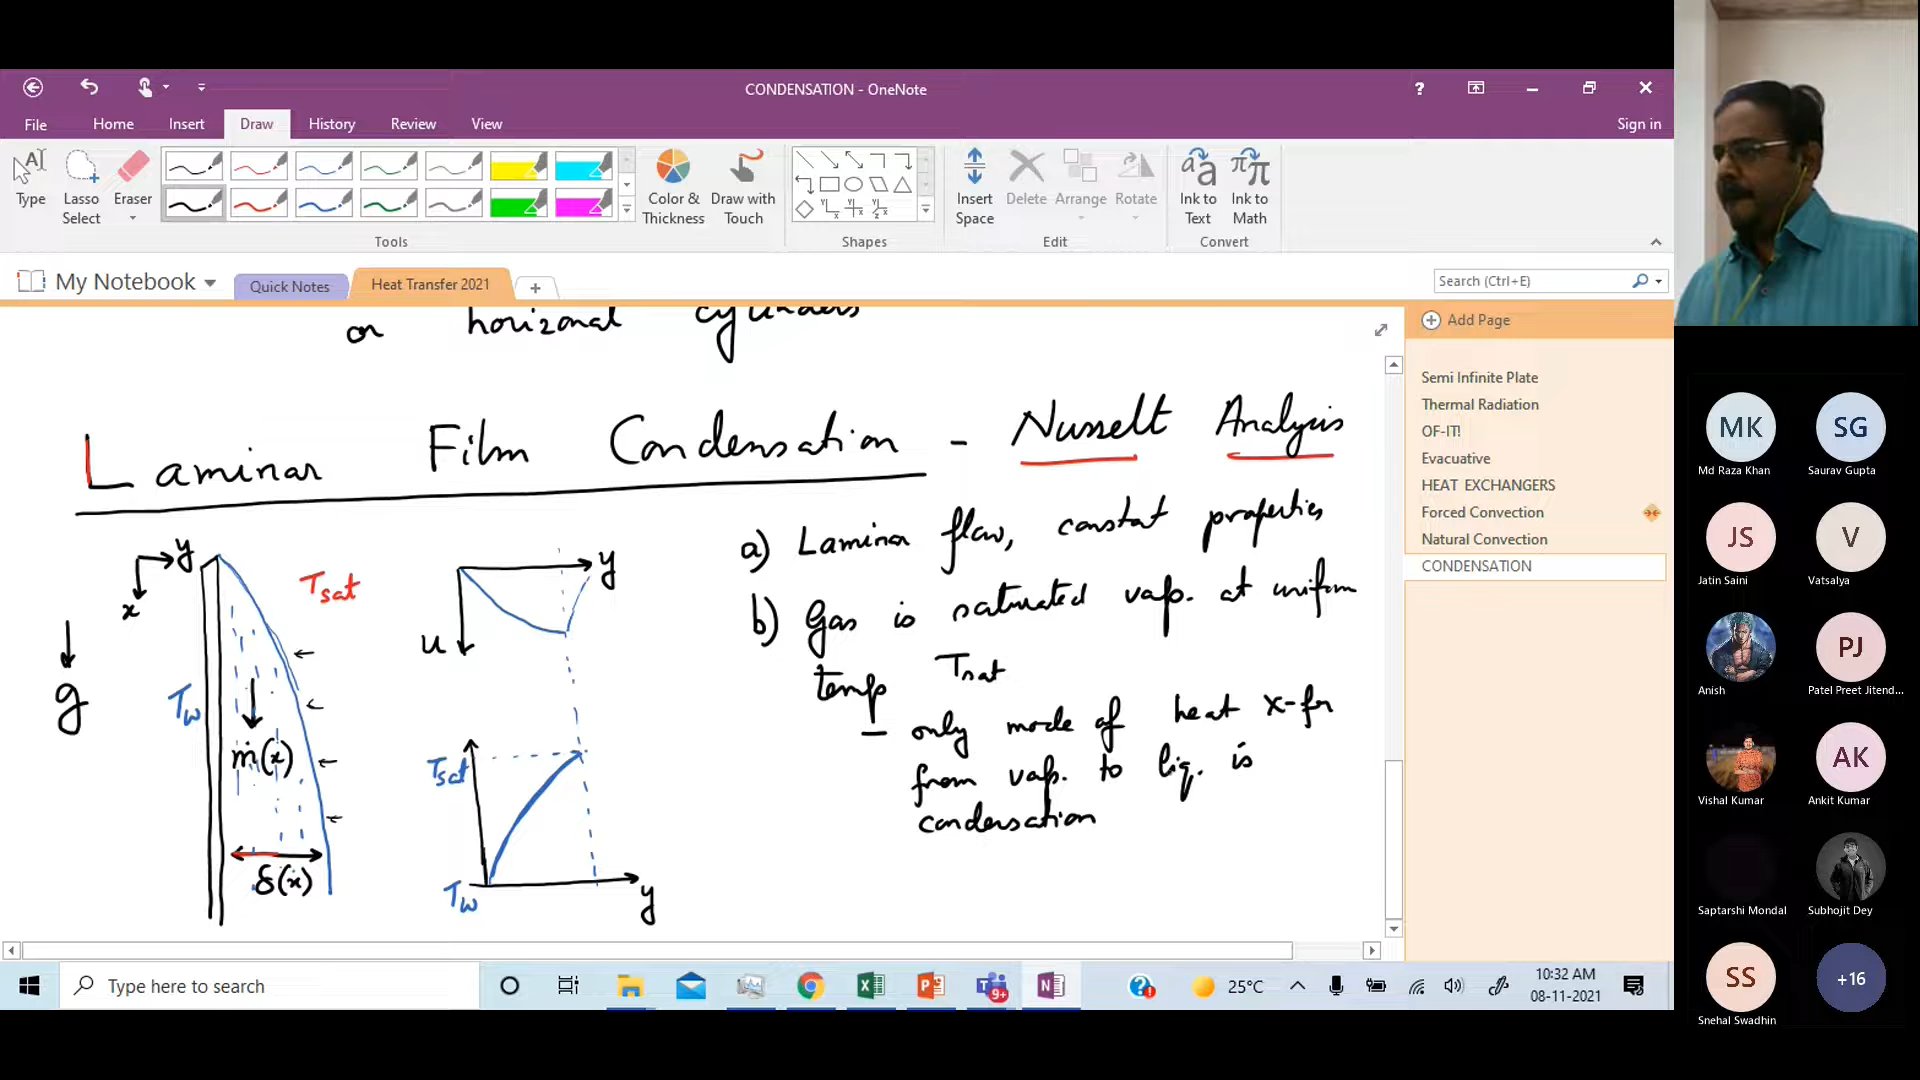 CONDENSATION - OneNote
?
File
Home
Insert
Draw
History
Review
View
Sign in
Type
Lasso Select
Eraser
Color & Thickness
Draw with Touch
Insert Space
Delete
Arrange
Rotate
Ink to Text
Ink to Math
Tools
Shapes
Edit
Convert
My Notebook
Quick Notes
Heat Transfer 2021
Search (Ctrl+E)
or horizonal cylinders
Laminar Film Condensation - Nusselt Analysis
a) Laminar flow, constat properties
b) Gas is saturated vap. at uniform
temp Tsat
- only mode of heat x-fer
from vap. to liq. is
condensation
y
x
g
Tsat
Tw
ṁ(x)
δ(x)
y
u
Tsat
Tw
y
Add Page
Semi Infinite Plate
Thermal Radiation
OF-IT!
Evacuative
HEAT EXCHANGERS
Forced Convection
Natural Convection
CONDENSATION
MK
Md Raza Khan
SG
Saurav Gupta
JS
Jatin Saini
V
Vatsalya
Anish
PJ
Patel Preet Jitend...
Vishal Kumar
AK
Ankit Kumar
Saptarshi Mondal
Subhojit Dey
SS
Snehal Swadhin
+16
Type here to search
9+
25°C
10:32 AM
08-11-2021